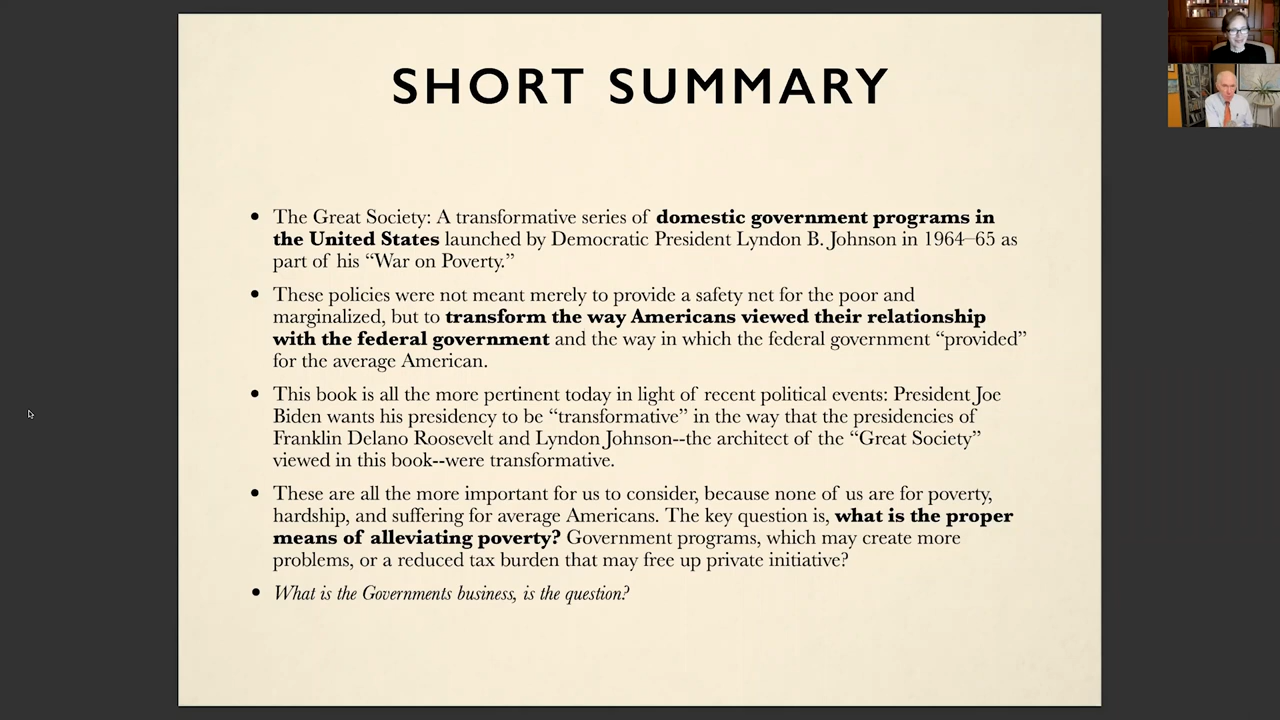 SHORT SUMMARY
• The Great Society: A transformative series of domestic government programs in
the United States launched by Democratic President Lyndon B. Johnson in 1964–65 as
part of his “War on Poverty.”
• These policies were not meant merely to provide a safety net for the poor and
marginalized, but to transform the way Americans viewed their relationship
with the federal government and the way in which the federal government “provided”
for the average American.
• This book is all the more pertinent today in light of recent political events: President Joe
Biden wants his presidency to be “transformative” in the way that the presidencies of
Franklin Delano Roosevelt and Lyndon Johnson--the architect of the “Great Society”
viewed in this book--were transformative.
• These are all the more important for us to consider, because none of us are for poverty,
hardship, and suffering for average Americans. The key question is, what is the proper
means of alleviating poverty? Government programs, which may create more
problems, or a reduced tax burden that may free up private initiative?
• What is the Governments business, is the question?